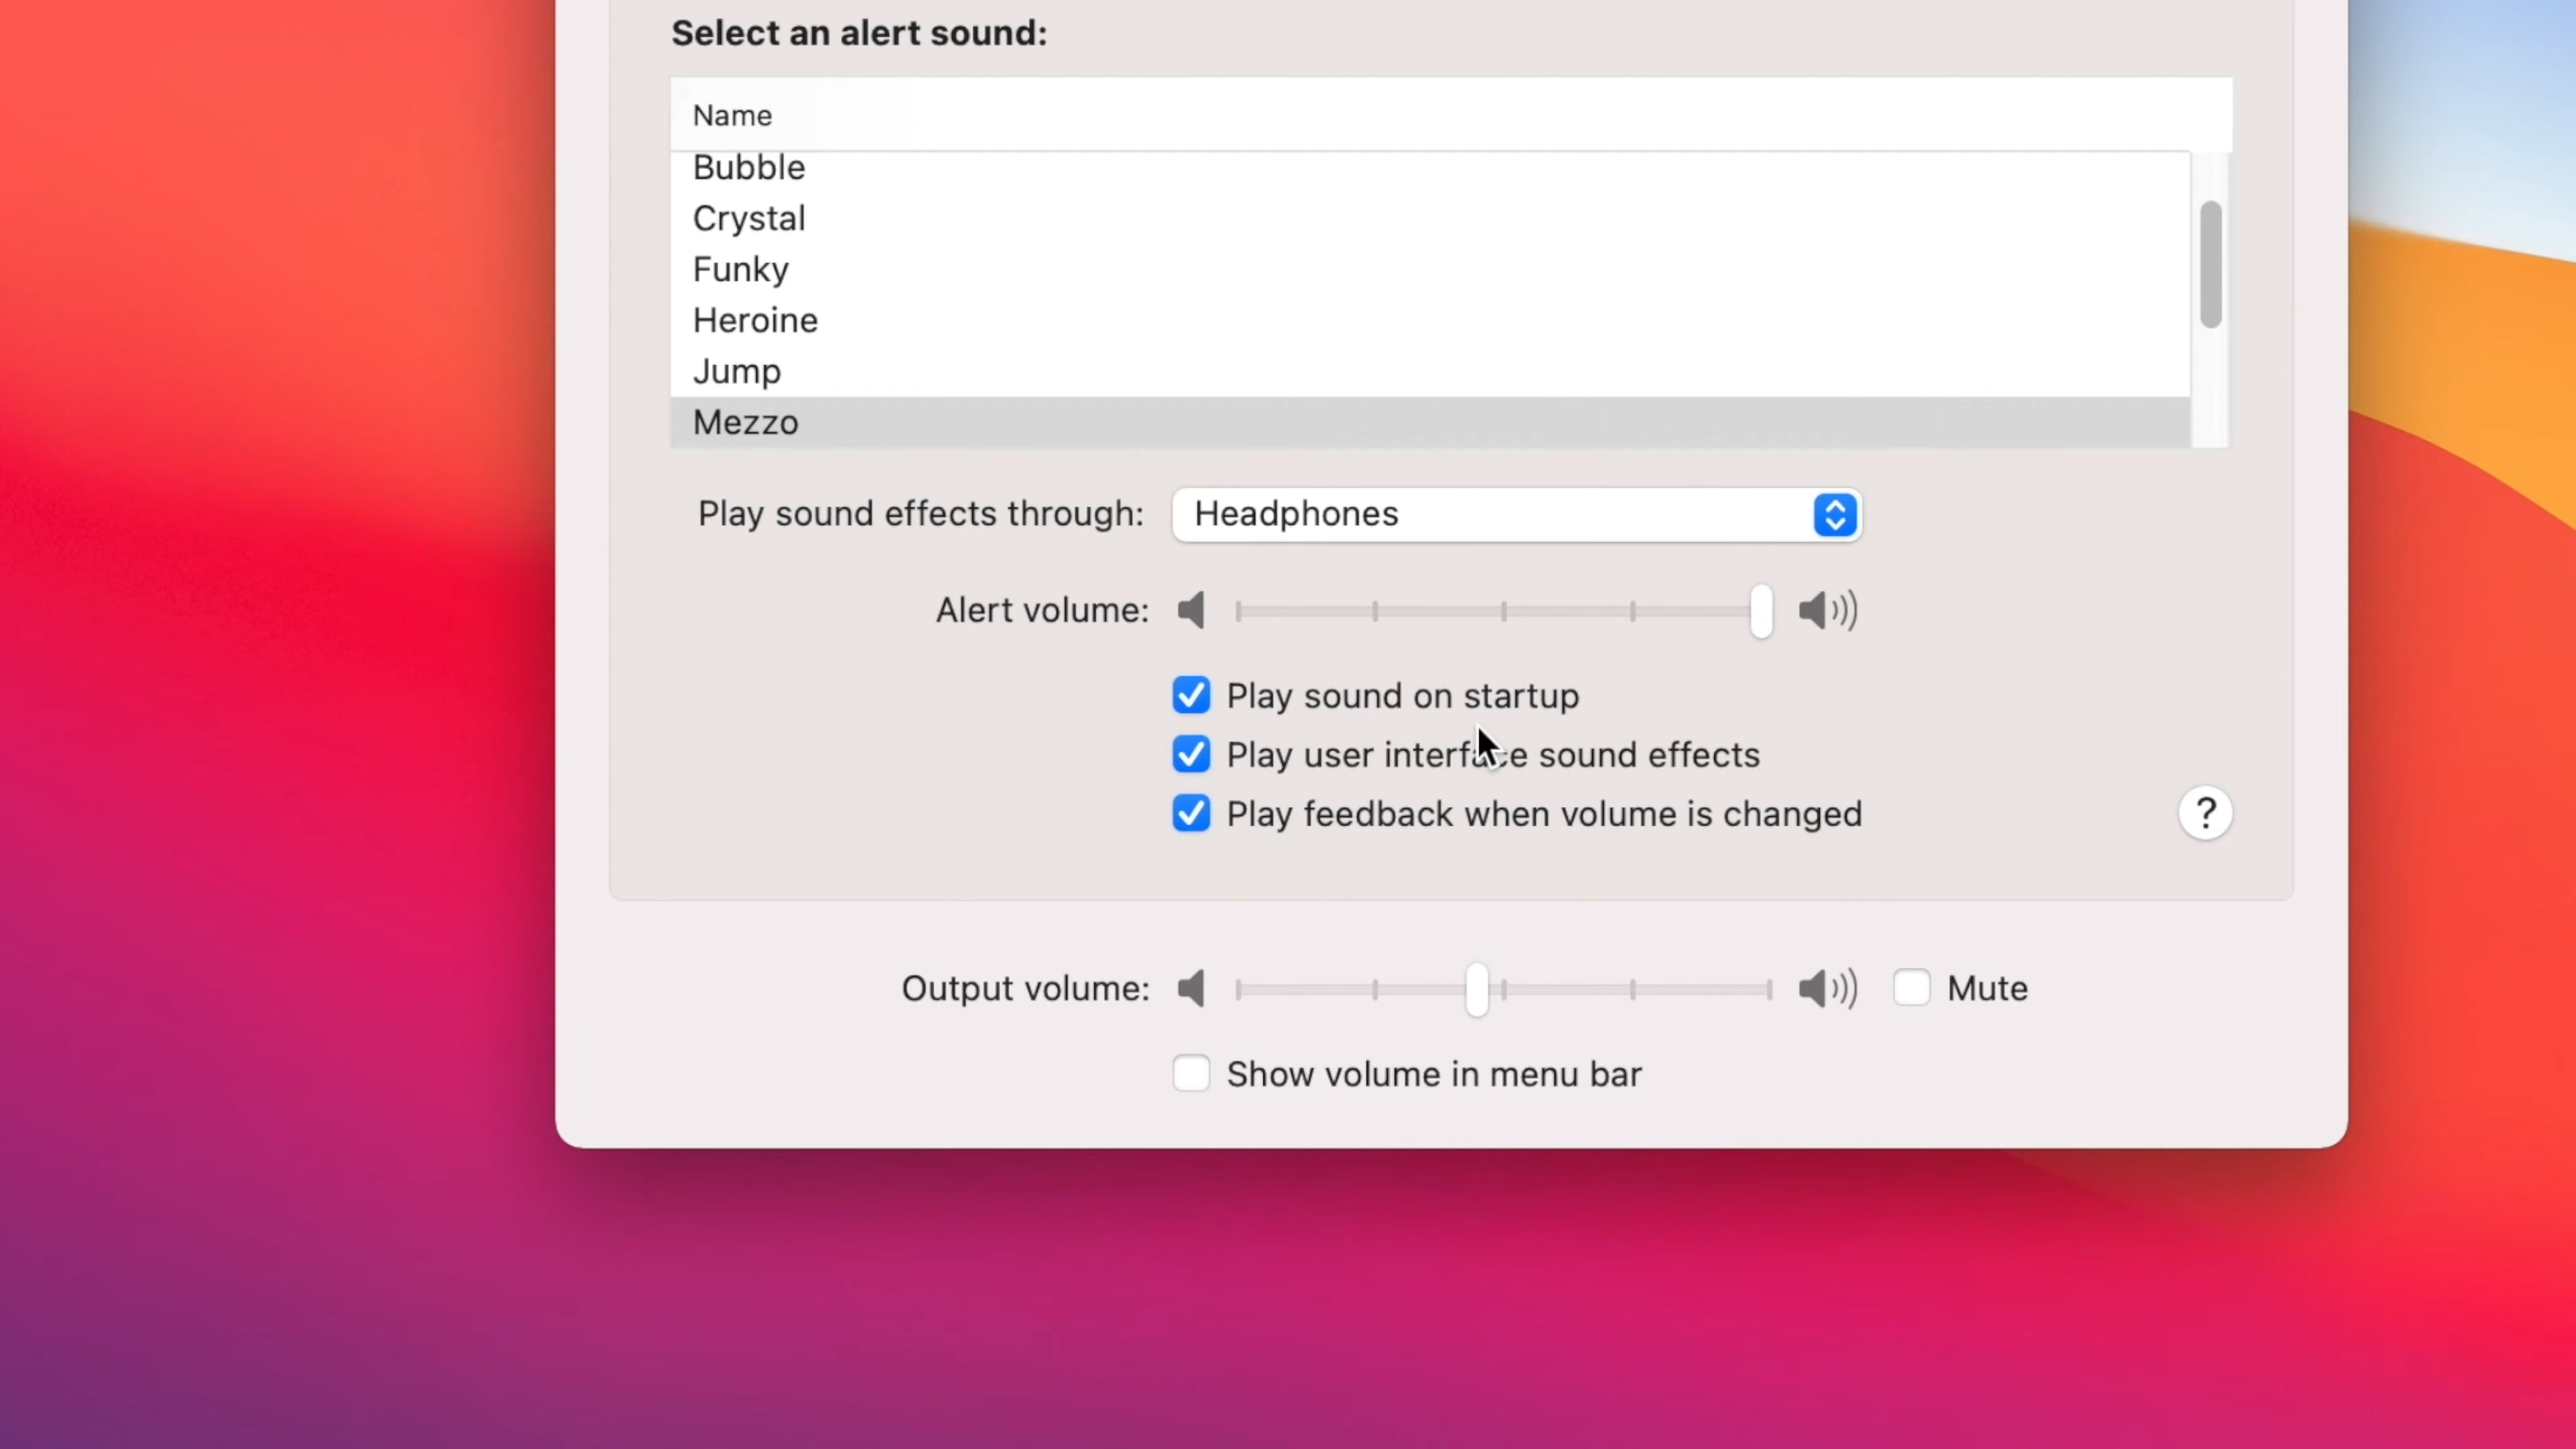 Select an alert sound:
Name
Bubble
Crystal
Funky
Heroine
Jump
Mezzo
Play sound effects through: Headphones
Alert volume:
Play sound on startup
Play user interface sound effects
Play feedback when volume is changed
?
Output volume: Mute
Show volume in menu bar